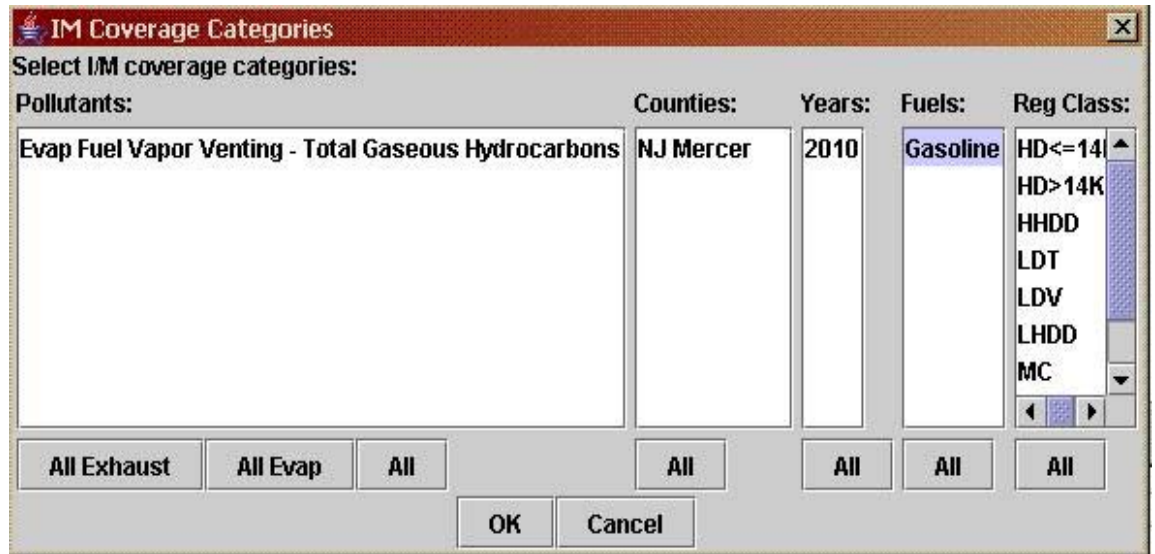 IM Coverage Categories
Select I/M coverage categories:
Pollutants: Counties: Years: Fuels: Reg Class:
Evap Fuel Vapor Venting - Total Gaseous Hydrocarbons NJ Mercer 2010 Gasoline HD<=14
HD>14K
HHDD
LDT
LDV
LHDD
MC
All Exhaust All Evap All All All All All
OK Cancel